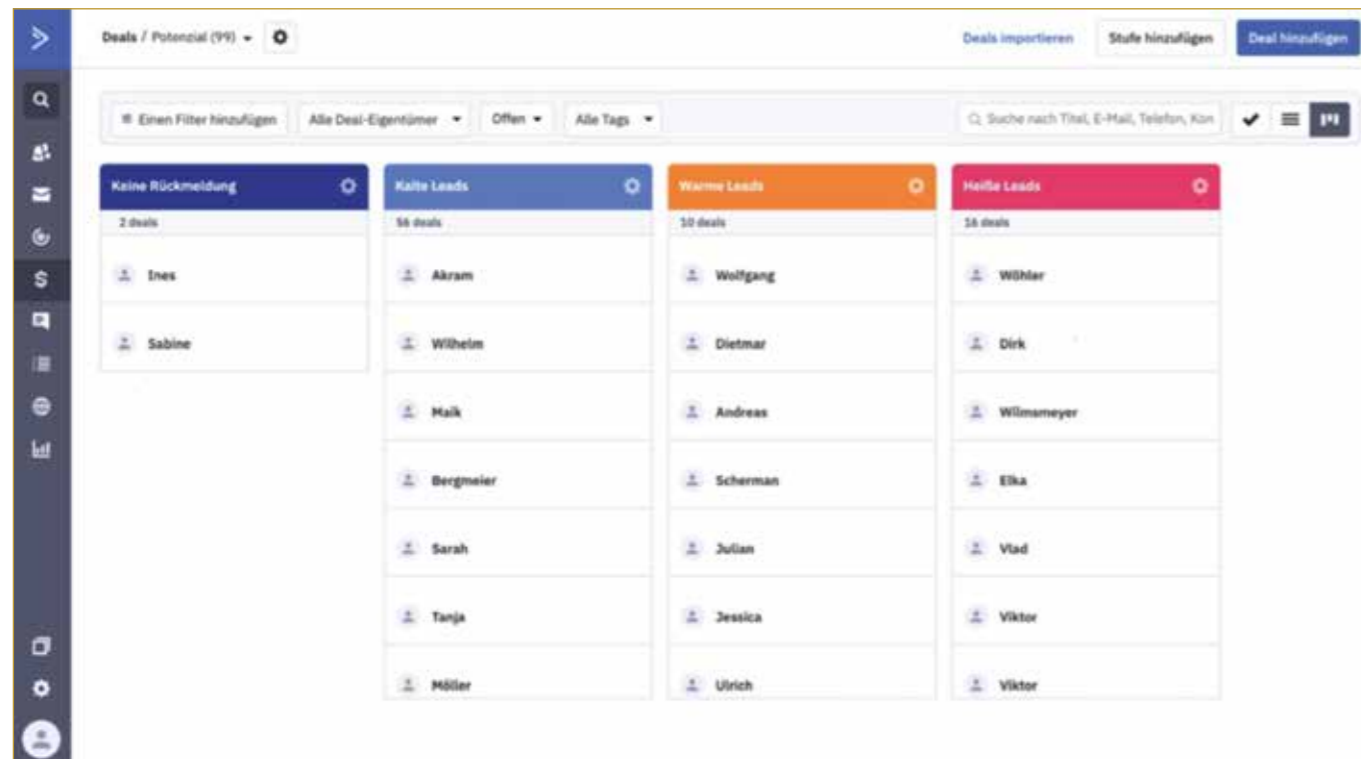 Deals / Potenzial (99)
Deals importieren
Stufe hinzufügen
Deal hinzufügen
Einen Filter hinzufügen
Alle Deal-Eigentümer
Offen
Alle Tags
Suche nach Titel, E-Mail, Telefon, Kon
Keine Rückmeldung
2 deals
Ines
Sabine
Kalte Leads
56 deals
Akram
Wilhelm
Maik
Bergmeier
Sarah
Tanja
Möller
Warme Leads
10 deals
Wolfgang
Dietmar
Andreas
Scherman
Julian
Jessica
Ulrich
Heiße Leads
16 deals
Wöhler
Dirk
Wilmsmeyer
Elka
Vlad
Viktor
Viktor